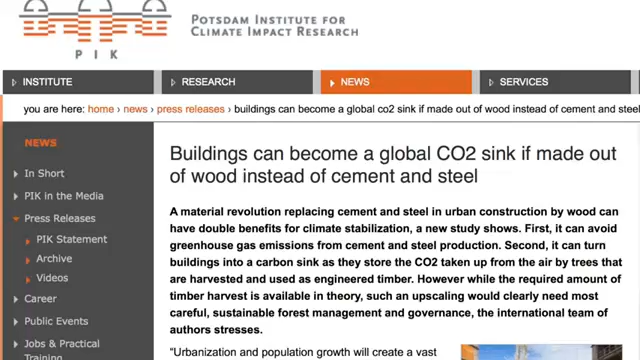 POTSDAM INSTITUTE FOR
CLIMATE IMPACT RESEARCH
P I K
INSTITUTE
RESEARCH
NEWS
SERVICES
you are here: home › news › press releases › buildings can become a global co2 sink if made out of wood instead of cement and steel
NEWS
In Short
PIK in the Media
Press Releases
PIK Statement
Archive
Videos
Career
Public Events
Jobs & Practical
Training
Buildings can become a global CO2 sink if made out
of wood instead of cement and steel
A material revolution replacing cement and steel in urban construction by wood can
have double benefits for climate stabilization, a new study shows. First, it can avoid
greenhouse gas emissions from cement and steel production. Second, it can turn
buildings into a carbon sink as they store the CO2 taken up from the air by trees that
are harvested and used as engineered timber. However while the required amount of
timber harvest is available in theory, such an upscaling would clearly need most
careful, sustainable forest management and governance, the international team of
authors stresses.
“Urbanization and population growth will create a vast